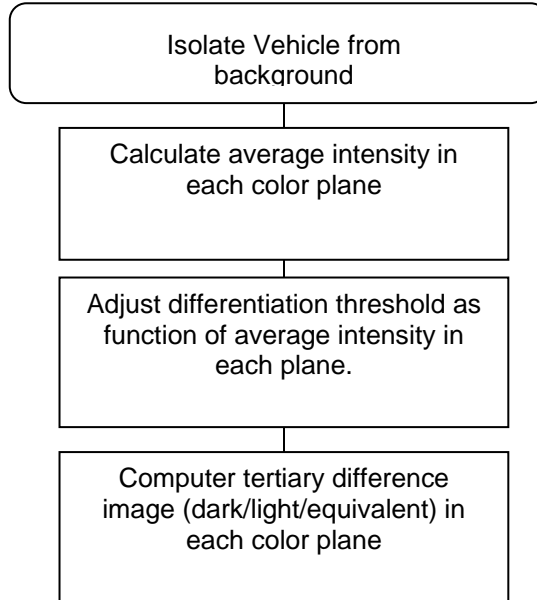 Isolate Vehicle from
background
Calculate average intensity in
each color plane
Adjust differentiation threshold as
function of average intensity in
each plane.
Computer tertiary difference
image (dark/light/equivalent) in
each color plane